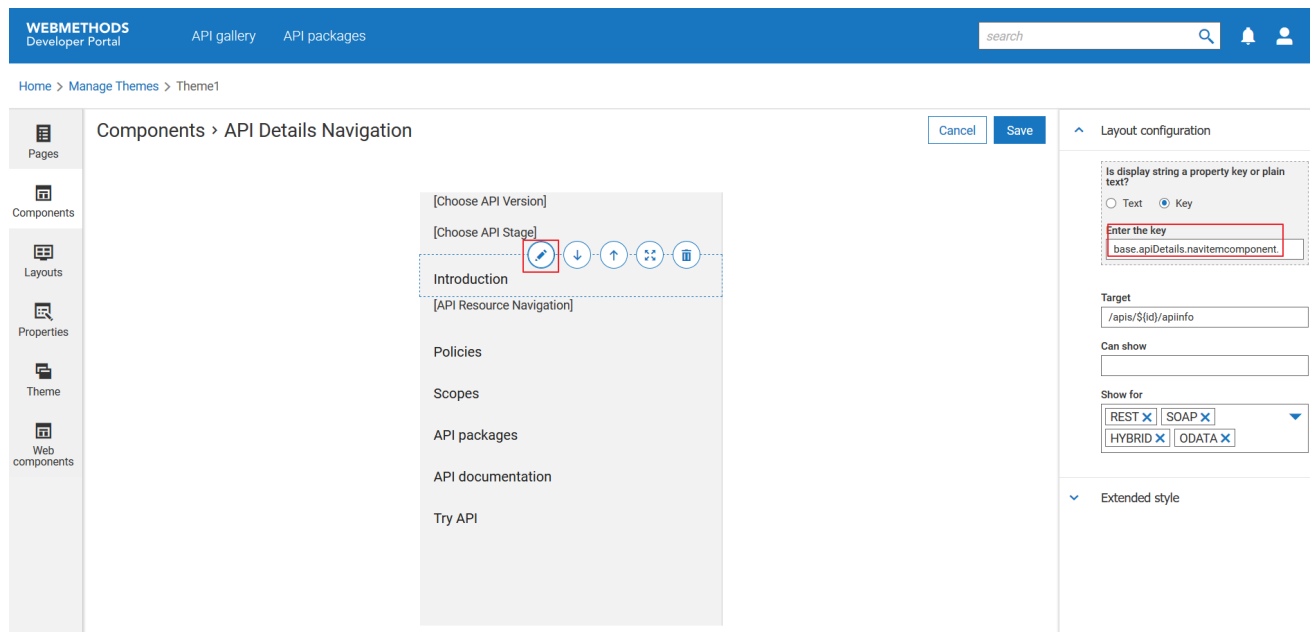 WEBMETHODS
Developer Portal
API gallery
API packages
search
Home > Manage Themes > Theme1
Pages
Components
Layouts
Properties
Theme
Web
components
Components > API Details Navigation
Cancel
Save
[Choose API Version]
[Choose API Stage]
Introduction
[API Resource Navigation]
Policies
Scopes
API packages
API documentation
Try API
Layout configuration
Is display string a property key or plain
text?
Text
Key
Enter the key
base.apiDetails.navitemcomponent.
Target
/apis/${id}/apiinfo
Can show
Show for
REST
SOAP
HYBRID
ODATA
Extended style